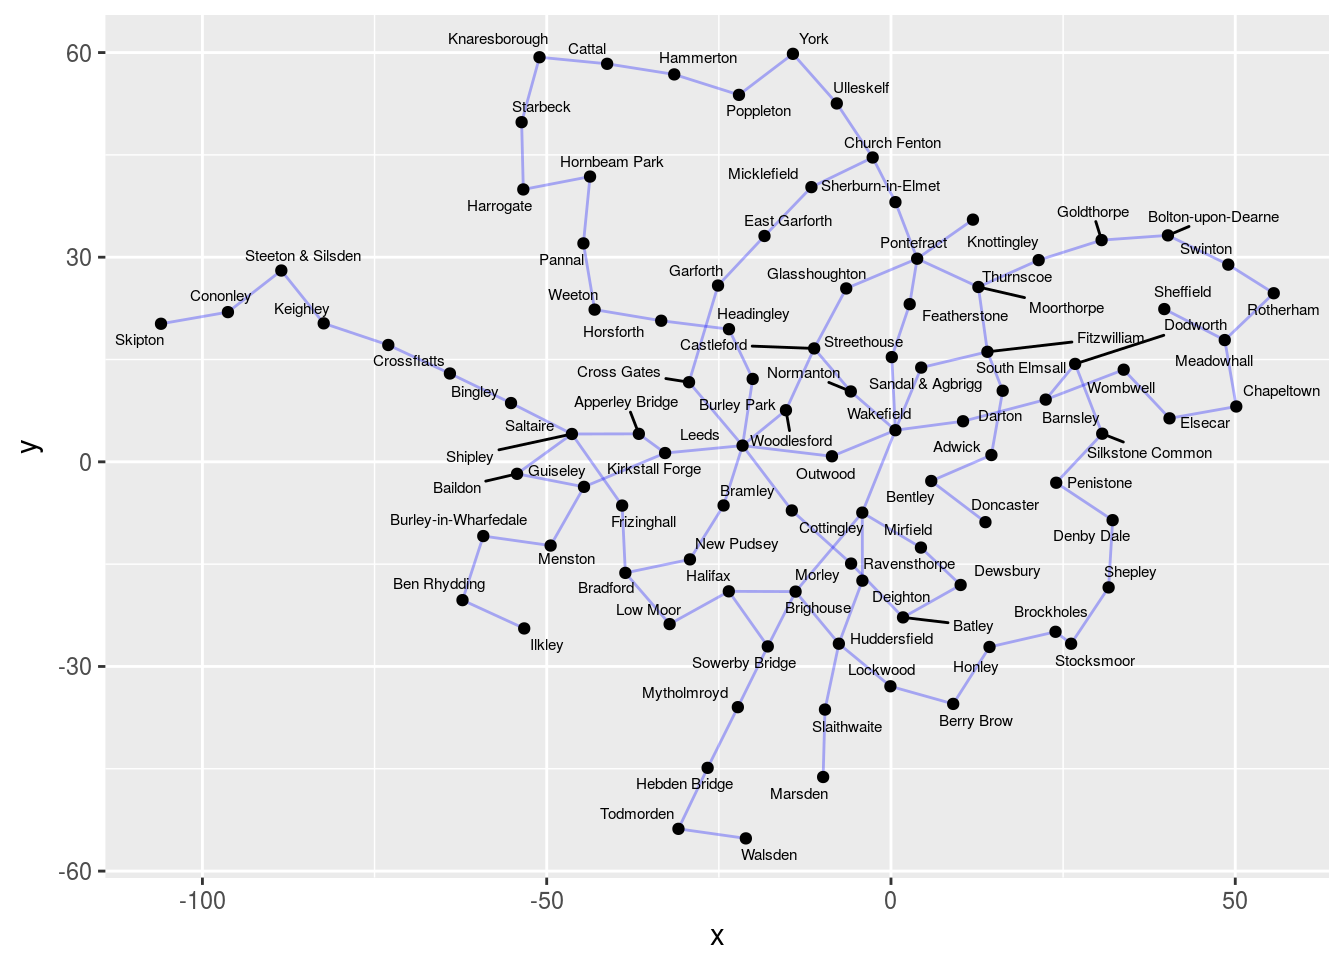 60
30
0
-30
-60
y
Knaresborough
Cattal
Hammerton
York
Poppleton
Ulleskelf
Starbeck
Church Fenton
Hornbeam Park
Micklefield
Sherburn-in-Elmet
Harrogate
East Garforth
Goldthorpe
Bolton-upon-Dearne
Pontefract
Knottingley
Swinton
Steeton & Silsden
Pannal
Garforth
Glasshoughton
Thurnscoe
Sheffield
Cononley
Weeton
Moorthorpe
Rotherham
Keighley
Horsforth
Headingley
Featherstone
Dodworth
Skipton
Castleford
Streethouse
Fitzwilliam
Crossflatts
Cross Gates
Normanton
South Elmsall
Meadowhall
Sandal & Agbrigg
Wombwell
Bingley
Apperley Bridge
Burley Park
Wakefield
Darton
Barnsley
Chapeltown
Elsecar
Saltaire
Leeds
Woodlesford
Adwick
Silkstone Common
Shipley
Guiseley
Kirkstall Forge
Outwood
Baildon
Bramley
Bentley
Penistone
Burley-in-Wharfedale
Frizinghall
Cottingley
Mirfield
Doncaster
Denby Dale
Menston
New Pudsey
Ravensthorpe
Dewsbury
Shepley
Ben Rhydding
Bradford
Halifax
Morley
Deighton
Low Moor
Brighouse
Brockholes
Batley
Ilkley
Huddersfield
Sowerby Bridge
Lockwood
Honley
Stocksmoor
Mytholmroyd
Slaithwaite
Berry Brow
Hebden Bridge
Marsden
Todmorden
Walsden
-100
-50
0
50
x